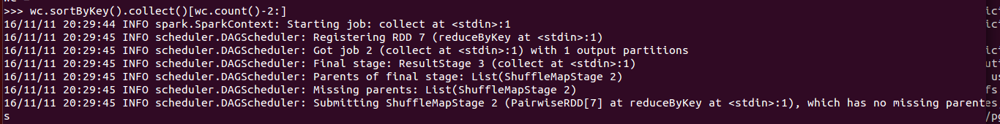 >>> wc.sortByKey().collect()[wc.count()-2:]
16/11/11 20:29:44 INFO spark.SparkContext: Starting job: collect at <stdin>:1
16/11/11 20:29:45 INFO scheduler.DAGScheduler: Registering RDD 7 (reduceByKey at <stdin>:1)
16/11/11 20:29:45 INFO scheduler.DAGScheduler: Got job 2 (collect at <stdin>:1) with 1 output partitions
16/11/11 20:29:45 INFO scheduler.DAGScheduler: Final stage: ResultStage 3 (collect at <stdin>:1)
16/11/11 20:29:45 INFO scheduler.DAGScheduler: Parents of final stage: List(ShuffleMapStage 2)
16/11/11 20:29:45 INFO scheduler.DAGScheduler: Missing parents: List(ShuffleMapStage 2)
16/11/11 20:29:45 INFO scheduler.DAGScheduler: Submitting ShuffleMapStage 2 (PairwiseRDD[7] at reduceByKey at <stdin>:1), which has no missing parent
s